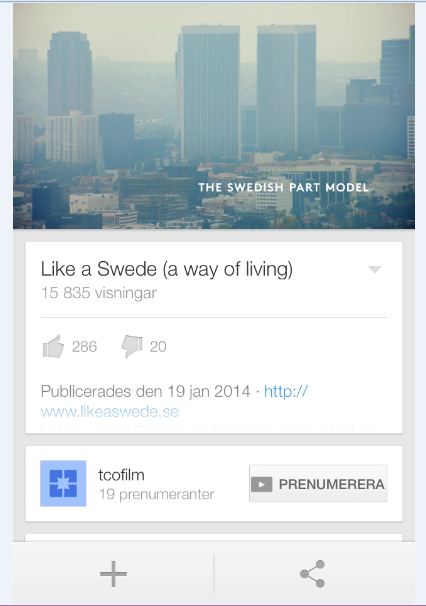 THE SWEDISH PART MODEL
Like a Swede (a way of living)
15 835 visningar
286
20
Publicerades den 19 jan 2014 · http://
www.likeaswede.se
tcofilm
19 prenumeranter
PRENUMERERA